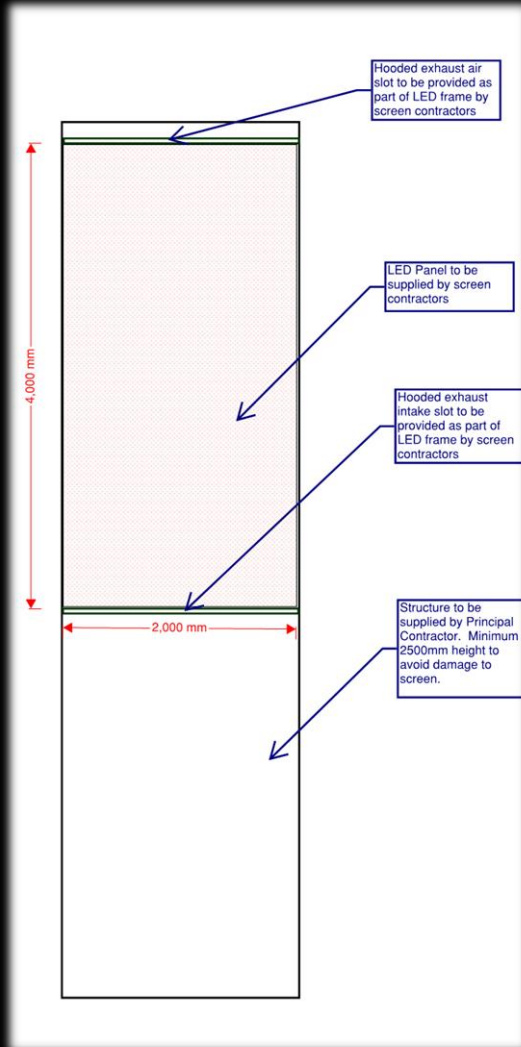 Hooded exhaust air
slot to be provided as
part of LED frame by
screen contractors
4,000 mm
LED Panel to be
supplied by screen
contractors
Hooded exhaust
intake slot to be
provided as part of
LED frame by screen
contractors
2,000 mm
Structure to be
supplied by Principal
Contractor.  Minimum
2500mm height to
avoid damage to
screen.